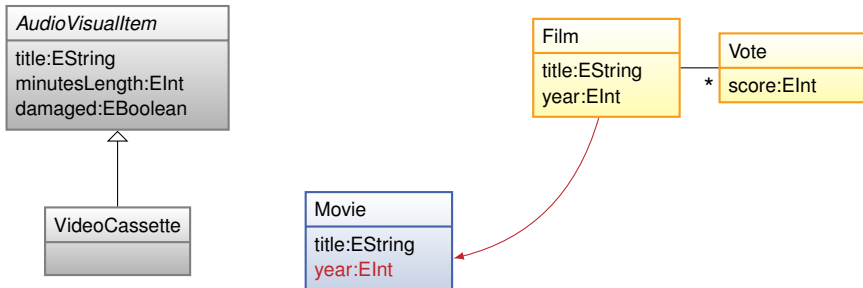 AudioVisualItem
title:EString
minutesLength:EInt
damaged:EBoolean
VideoCassette
Film
title:EString
year:EInt
Vote
score:EInt
*
Movie
title:EString
year:EInt